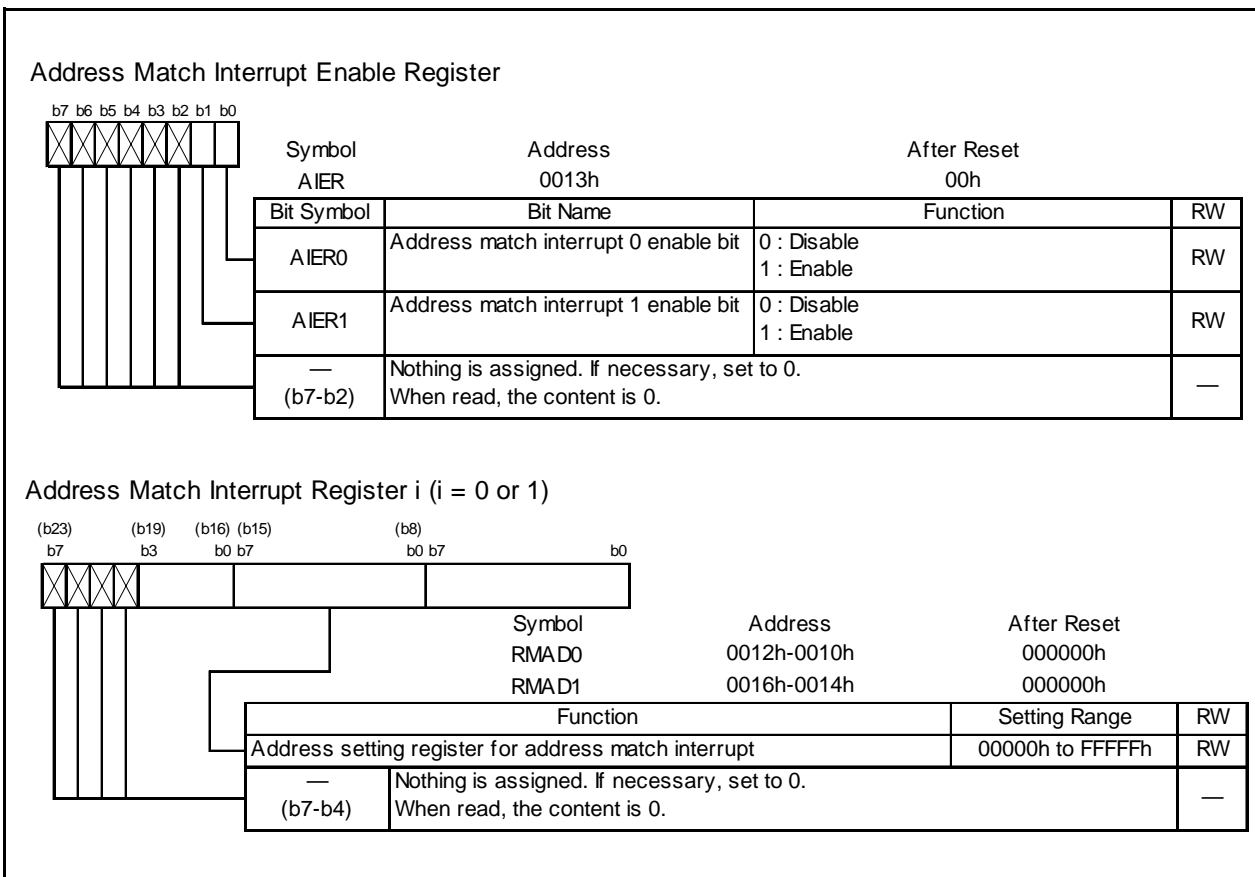 Address Match Interrupt Enable Register
b7 b6 b5 b4 b3 b2 b1 b0
Symbol Address After Reset
AIER 0013h 00h
Bit Symbol Bit Name Function RW
AIER0 Address match interrupt 0 enable bit 0 : Disable
1 : Enable RW
AIER1 Address match interrupt 1 enable bit 0 : Disable
1 : Enable RW
— Nothing is assigned. If necessary, set to 0.
(b7-b2) When read, the content is 0. —
Address Match Interrupt Register i (i = 0 or 1)
(b23) (b19) (b16) (b15) (b8)
b7 b3 b0 b7 b0 b7 b0
Symbol Address After Reset
RMAD0 0012h-0010h 000000h
RMAD1 0016h-0014h 000000h
Function Setting Range RW
Address setting register for address match interrupt 00000h to FFFFFh RW
— Nothing is assigned. If necessary, set to 0.
(b7-b4) When read, the content is 0. —